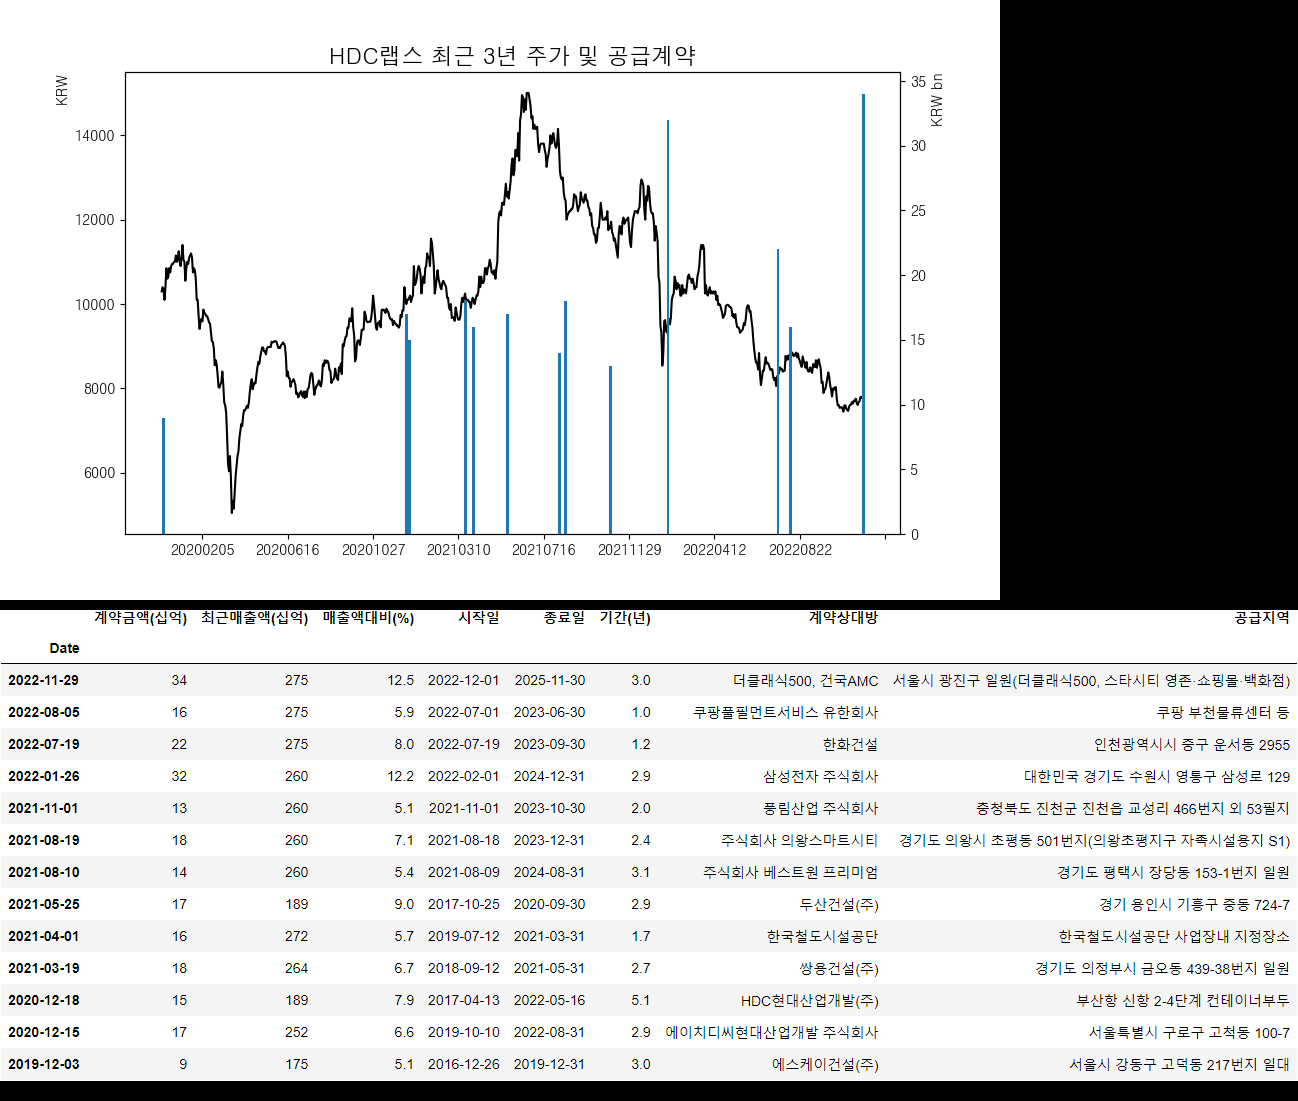 HDC랩스 최근 3년 주가 및 공급계약
KRW
KRW bn
14000
12000
10000
8000
6000
35
30
25
20
15
10
5
0
20200205 20200616 20201027 20210310 20210716 20211129 20220412 20220822
계약금액(십억) 최근매출액(십억) 매출액대비(%) 시작일 종료일 기간(년) 계약상대방 공급지역
Date
2022-11-29 34 275 12.5 2022-12-01 2025-11-30 3.0 더클래식500, 건국AMC 서울시 광진구 일원(더클래식500, 스타시티 영존·쇼핑몰·백화점)
2022-08-05 16 275 5.9 2022-07-01 2023-06-30 1.0 쿠팡풀필먼트서비스 유한회사 쿠팡 부천물류센터 등
2022-07-19 22 275 8.0 2022-07-19 2023-09-30 1.2 한화건설 인천광역시시 중구 운서동 2955
2022-01-26 32 260 12.2 2022-02-01 2024-12-31 2.9 삼성전자 주식회사 대한민국 경기도 수원시 영통구 삼성로 129
2021-11-01 13 260 5.1 2021-11-01 2023-10-30 2.0 풍림산업 주식회사 충청북도 진천군 진천읍 교성리 466번지 외 53필지
2021-08-19 18 260 7.1 2021-08-18 2023-12-31 2.4 주식회사 의왕스마트시티 경기도 의왕시 초평동 501번지(의왕초평지구 자족시설용지 S1)
2021-08-10 14 260 5.4 2021-08-09 2024-08-31 3.1 주식회사 베스트원 프리미엄 경기도 평택시 장당동 153-1번지 일원
2021-05-25 17 189 9.0 2017-10-25 2020-09-30 2.9 두산건설(주) 경기 용인시 기흥구 중동 724-7
2021-04-01 16 272 5.7 2019-07-12 2021-03-31 1.7 한국철도시설공단 한국철도시설공단 사업장내 지정장소
2021-03-19 18 264 6.7 2018-09-12 2021-05-31 2.7 쌍용건설(주) 경기도 의정부시 금오동 439-38번지 일원
2020-12-18 15 189 7.9 2017-04-13 2022-05-16 5.1 HDC현대산업개발(주) 부산항 신항 2-4단계 컨테이너부두
2020-12-15 17 252 6.6 2019-10-10 2022-08-31 2.9 에이치디씨현대산업개발 주식회사 서울특별시 구로구 고척동 100-7
2019-12-03 9 175 5.1 2016-12-26 2019-12-31 3.0 에스케이건설(주) 서울시 강동구 고덕동 217번지 일대